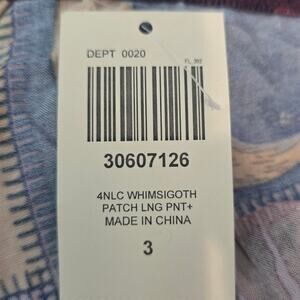 DEPT 0020
30607126
4NLC WHIMSIGOTH
PATCH LNG PNT+
MADE IN CHINA
3